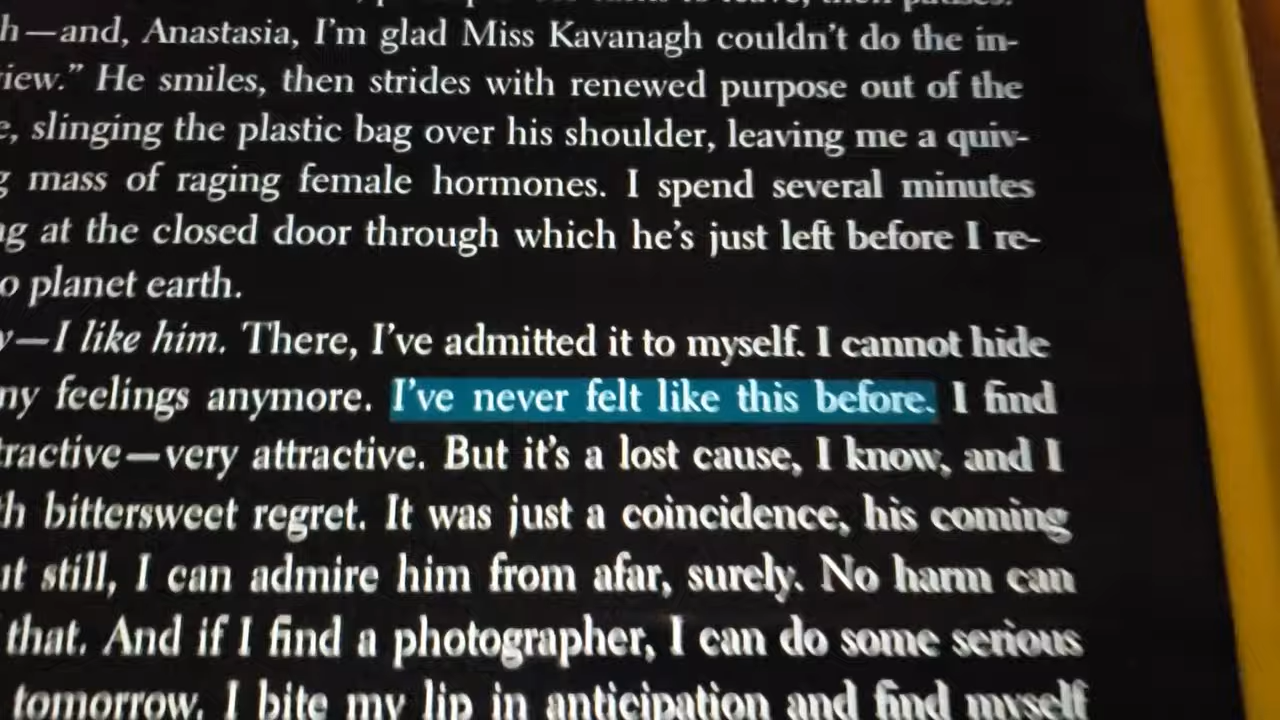 h—and, Anastasia, I'm glad Miss Kavanagh couldn't do the in-
iew.” He smiles, then strides with renewed purpose out of the
e, slinging the plastic bag over his shoulder, leaving me a quiv-
g mass of raging female hormones. I spend several minutes
ng at the closed door through which he's just left before I re-
o planet earth.
y—I like him. There, I've admitted it to myself. I cannot hide
ny feelings anymore. I've never felt like this before. I find
tractive—very attractive. But it's a lost cause, I know, and I
h bittersweet regret. It was just a coincidence, his coming
ut still, I can admire him from afar, surely. No harm can
that. And if I find a photographer, I can do some serious
tomorrow. I bite my lip in anticipation and find myself